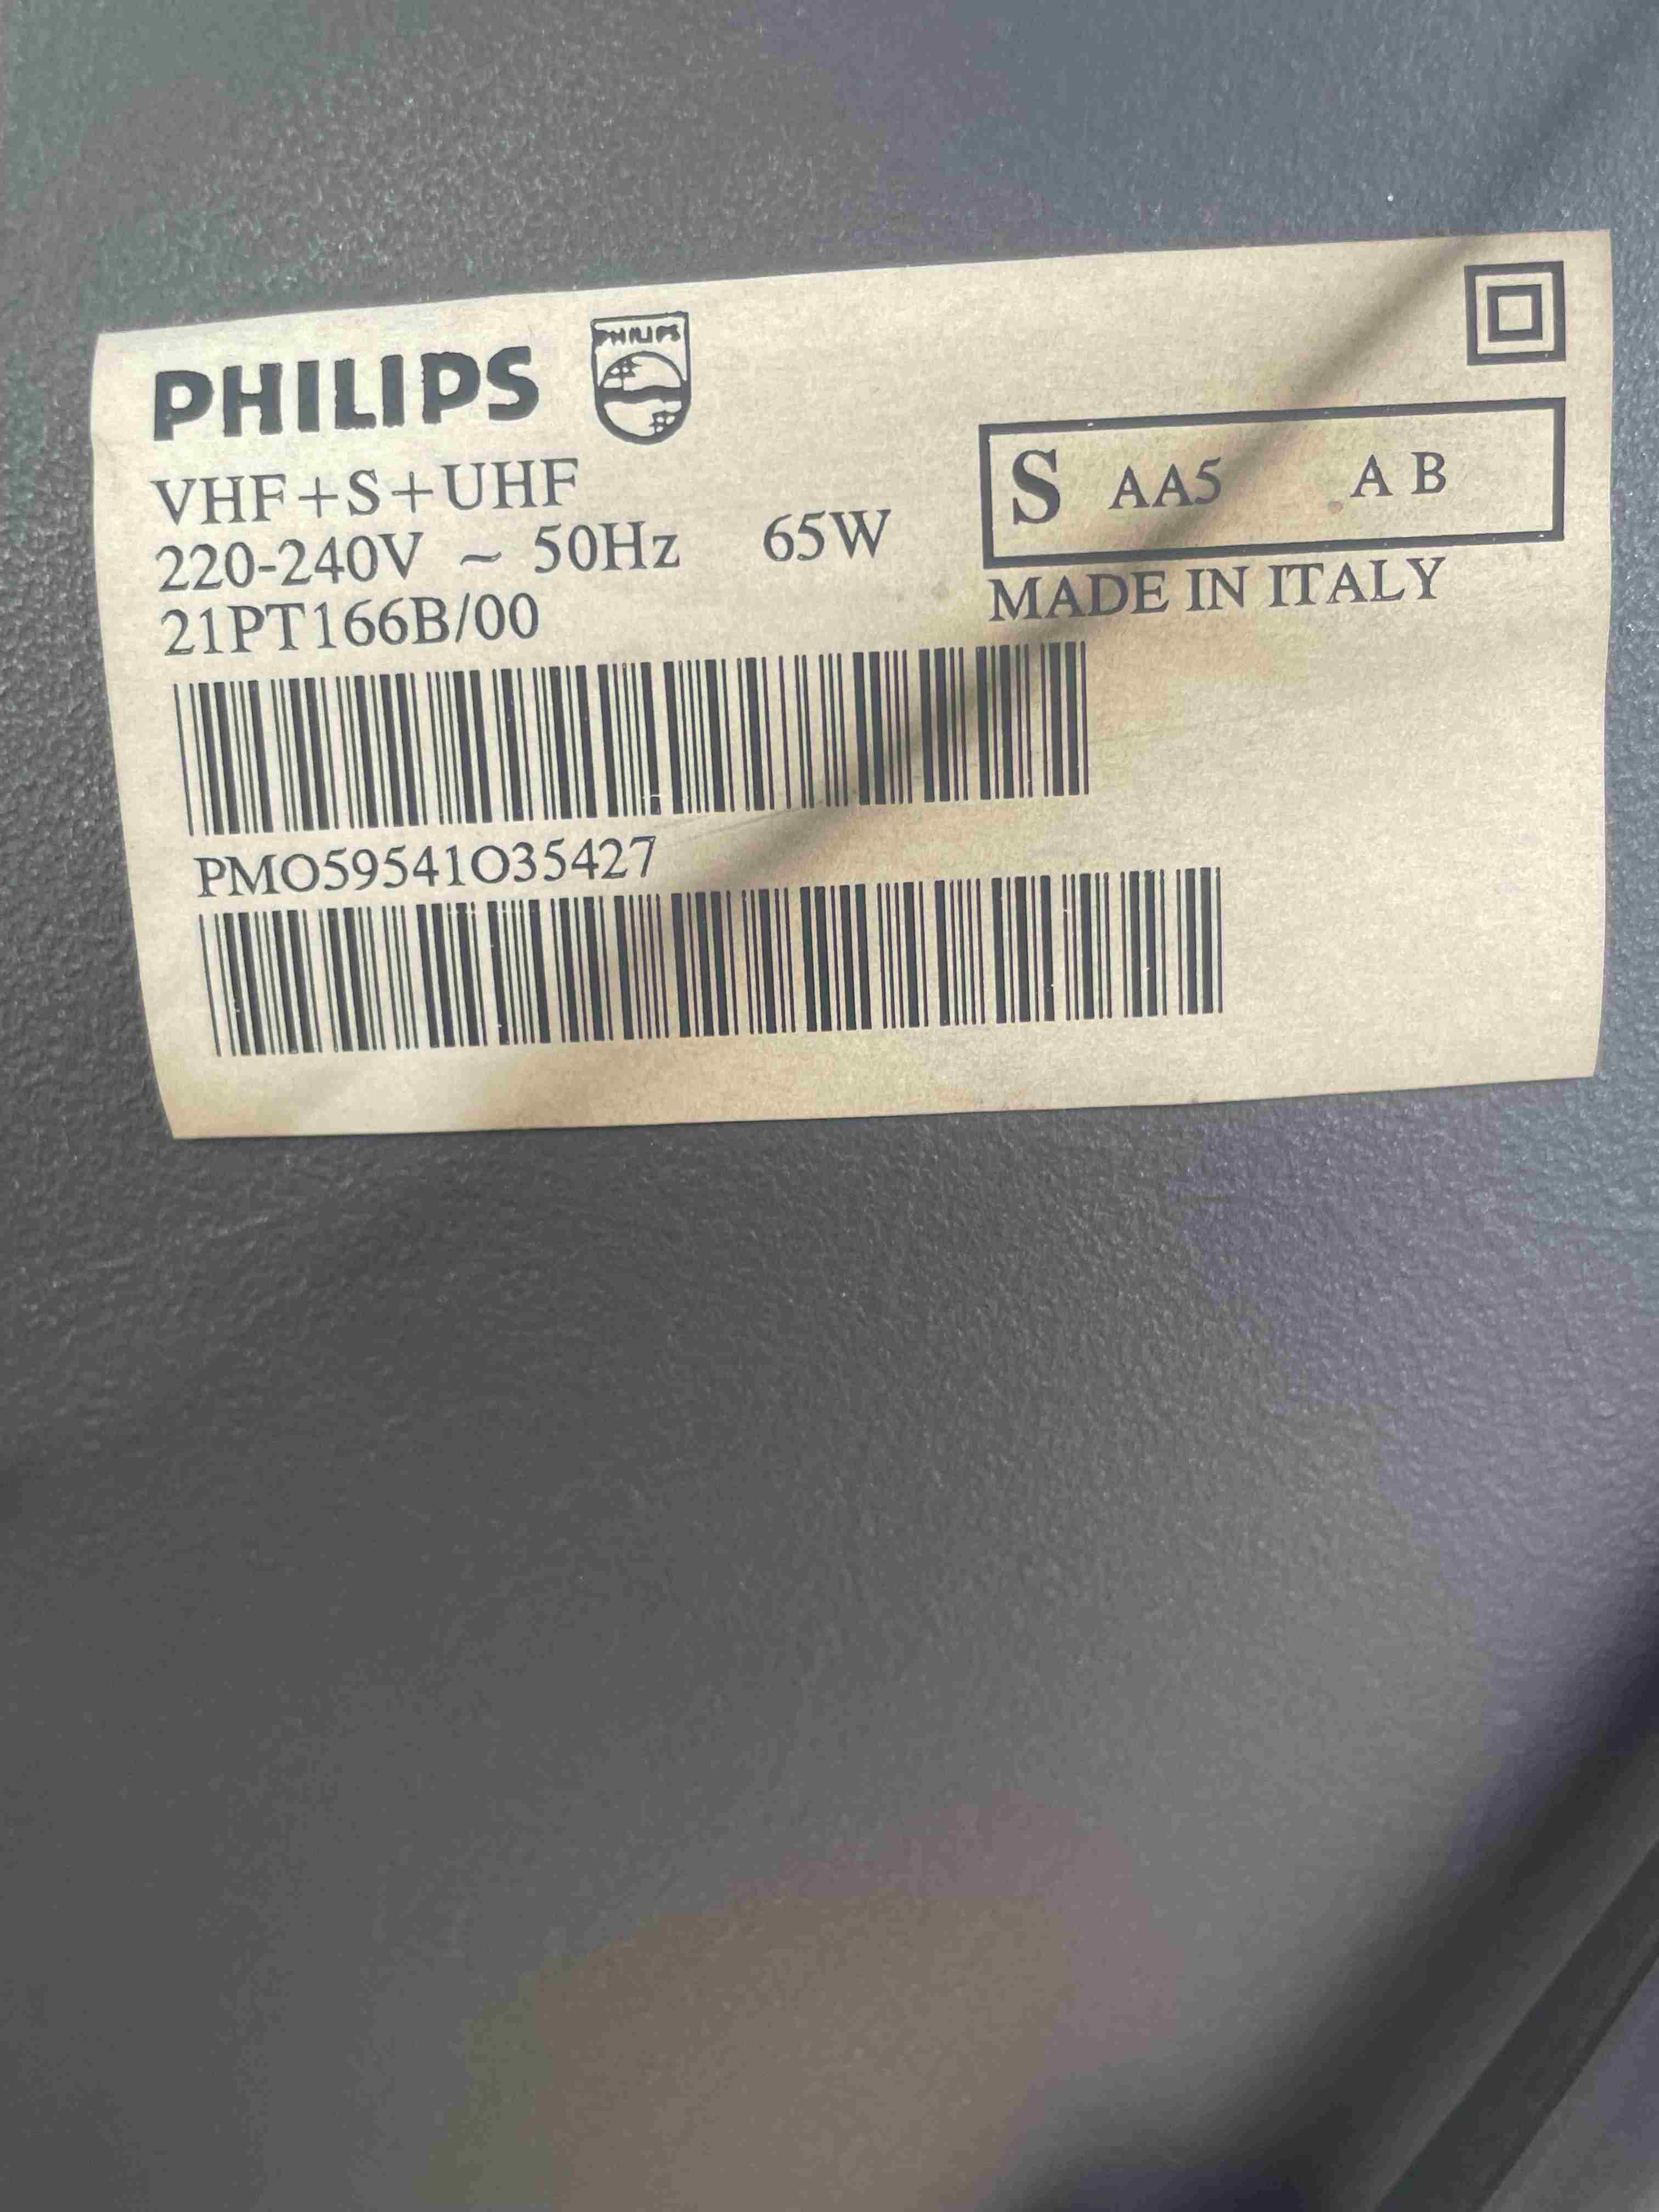 PHILIPS PHILIPS
VHF+S+UHF
220-240V ~ 50Hz 65W
21PT166B/00
S AA5 A B
MADE IN ITALY
PMO59541O35427